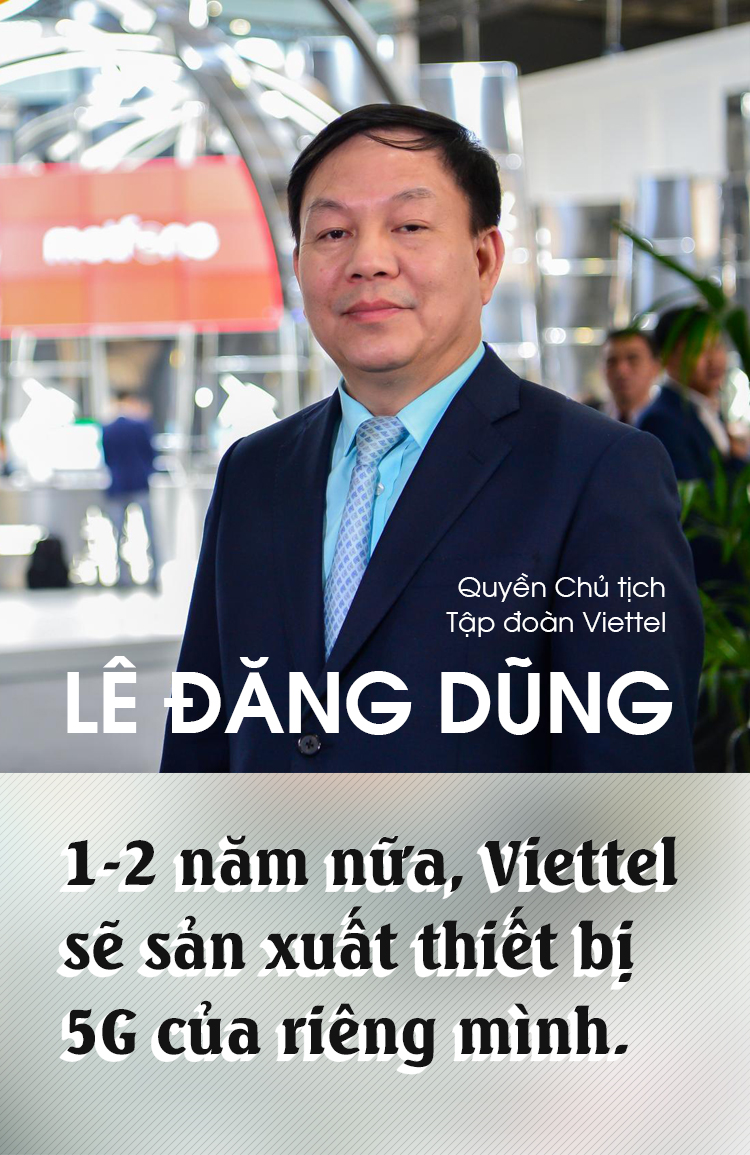 Quyền Chủ tịch
Tập đoàn Viettel
LÊ ĐĂNG DŨNG
1-2 năm nữa, Viettel
sẽ sản xuất thiết bị
5G của riêng mình.